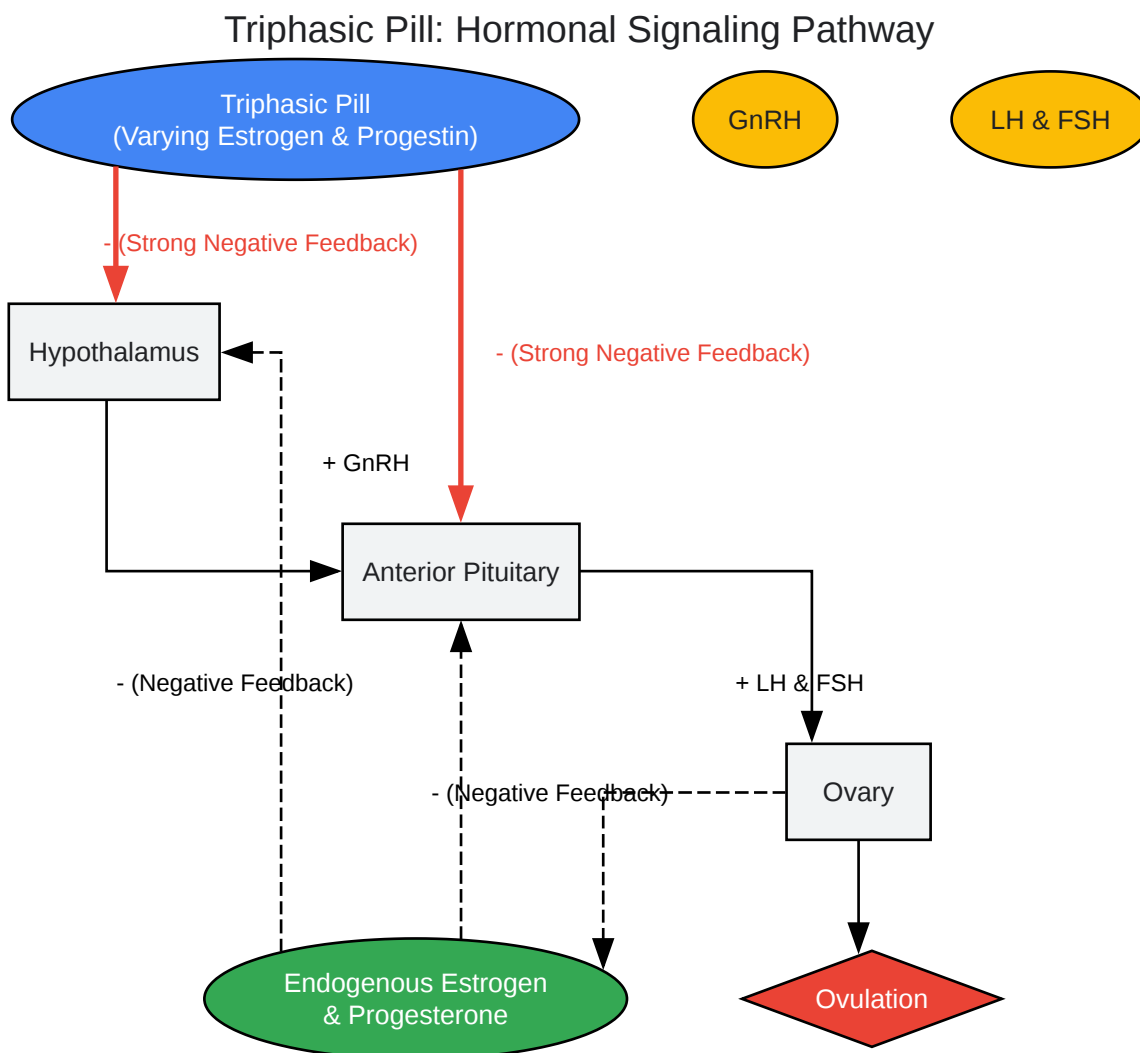 Triphasic Pill: Hormonal Signaling Pathway
Triphasic Pill
(Varying Estrogen & Progestin)
GnRH
LH & FSH
- (Strong Negative Feedback)
Hypothalamus
- (Strong Negative Feedback)
+ GnRH
Anterior Pituitary
- (Negative Feedback)
+ LH & FSH
- (Negative Feedback)
Ovary
Endogenous Estrogen
& Progesterone
Ovulation